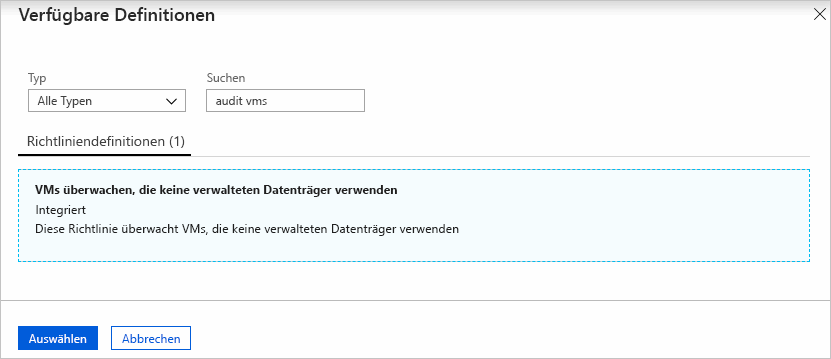 Verfügbare Definitionen
Typ
Suchen
Alle Typen
audit vms
Richtliniendefinitionen (1)
VMs überwachen, die keine verwalteten Datenträger verwenden
Integriert
Diese Richtlinie überwacht VMs, die keine verwalteten Datenträger verwenden
Auswählen
Abbrechen